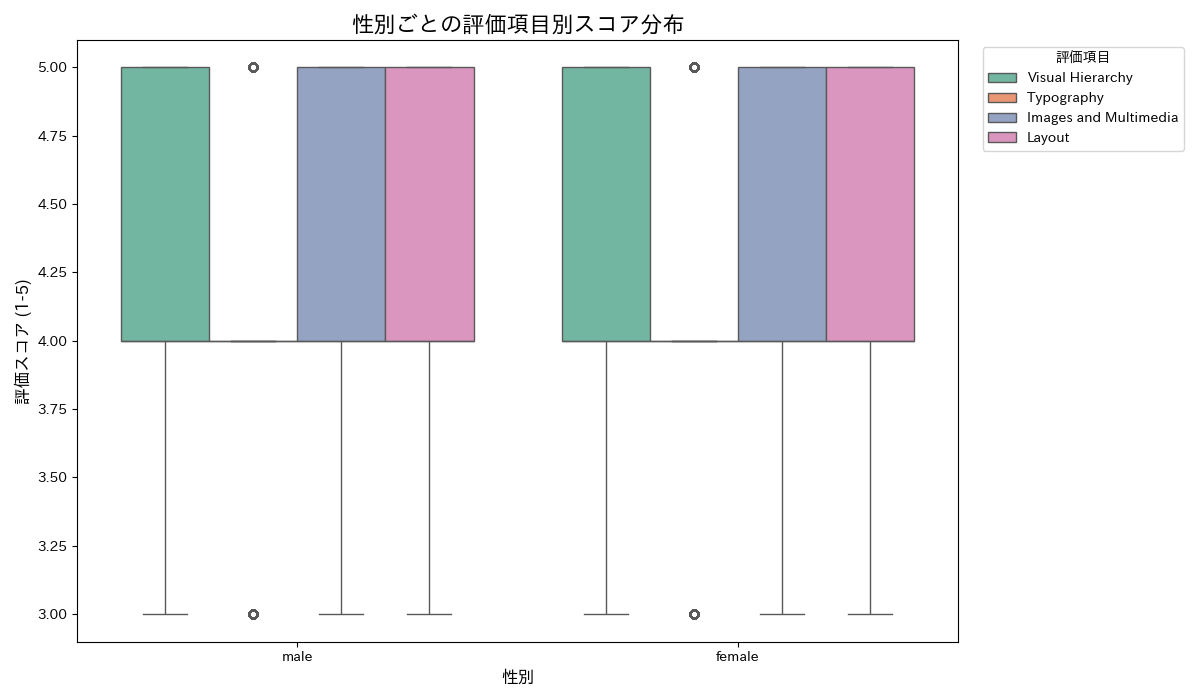 性別ごとの評価項目別スコア分布
評価項目
Visual Hierarchy
Typography
Images and Multimedia
Layout
評価スコア (1-5)
5.00
4.75
4.50
4.25
4.00
3.75
3.50
3.25
3.00
male
female
性別